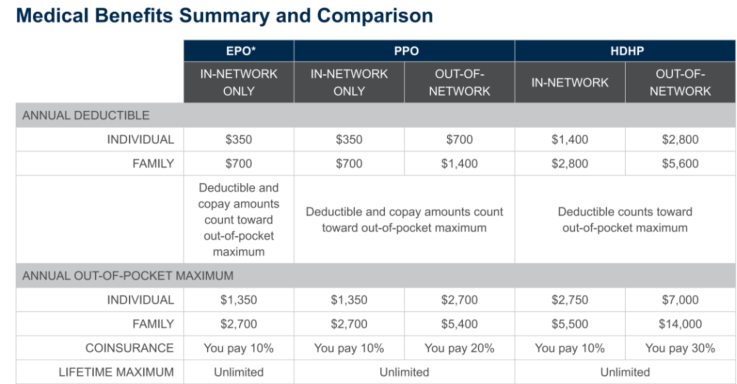 Medical Benefits Summary and Comparison
EPO* PPO HDHP
IN-NETWORK ONLY IN-NETWORK ONLY OUT-OF-NETWORK IN-NETWORK OUT-OF-NETWORK
ANNUAL DEDUCTIBLE
INDIVIDUAL $350 $350 $700 $1,400 $2,800
FAMILY $700 $700 $1,400 $2,800 $5,600
Deductible and
copay amounts
count toward
out-of-pocket
maximum
Deductible and copay amounts count
toward out-of-pocket maximum
Deductible counts toward
out-of-pocket maximum
ANNUAL OUT-OF-POCKET MAXIMUM
INDIVIDUAL $1,350 $1,350 $2,700 $2,750 $7,000
FAMILY $2,700 $2,700 $5,400 $5,500 $14,000
COINSURANCE You pay 10% You pay 10% You pay 20% You pay 10% You pay 30%
LIFETIME MAXIMUM Unlimited Unlimited Unlimited